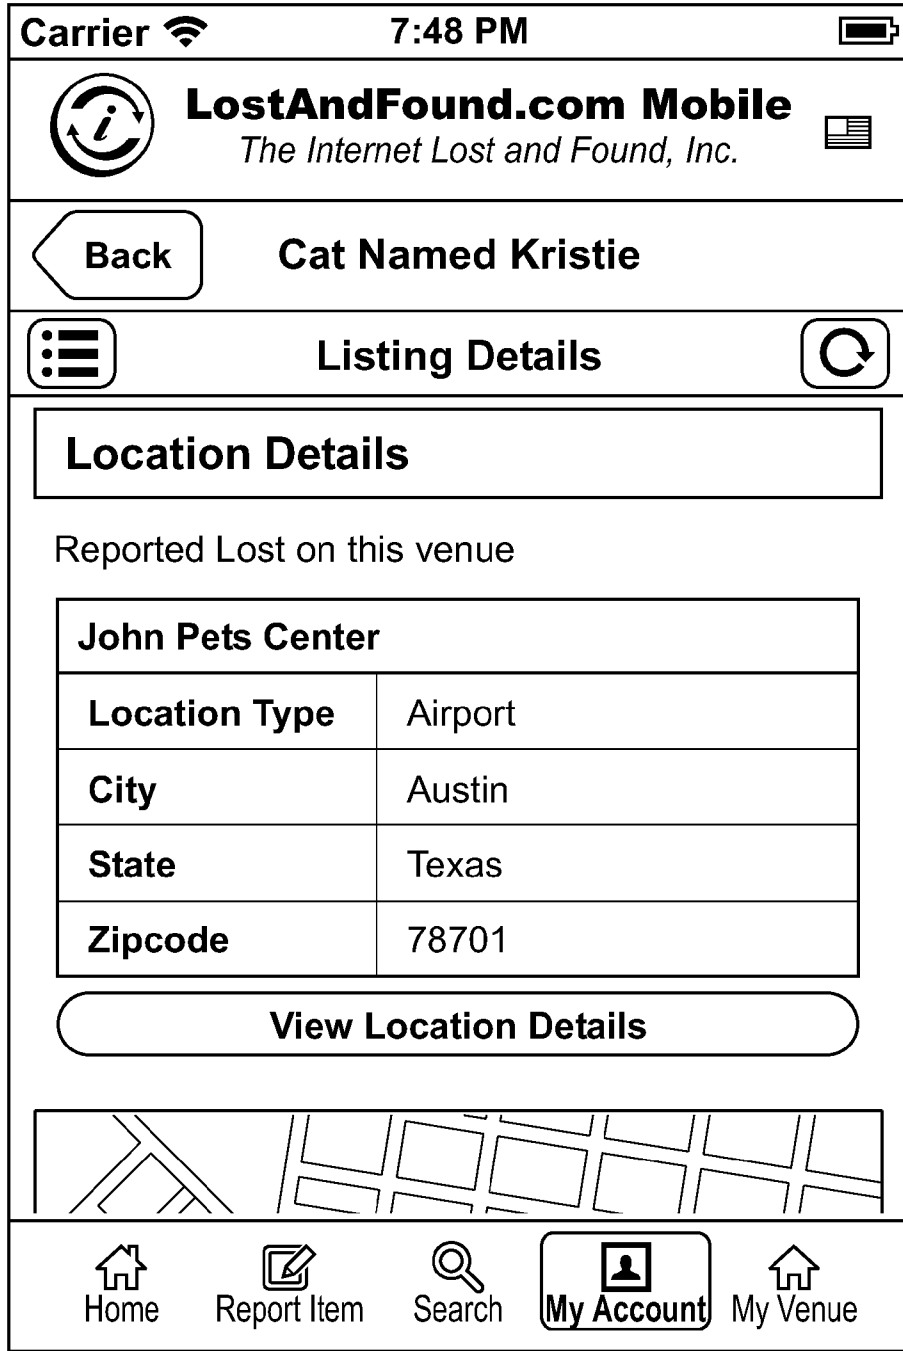 Carrier 7:48 PM
LostAndFound.com Mobile
The Internet Lost and Found, Inc.
Back Cat Named Kristie
Listing Details
Location Details
Reported Lost on this venue
John Pets Center
Location Type Airport
City Austin
State Texas
Zipcode 78701
View Location Details
Home Report Item Search My Account My Venue